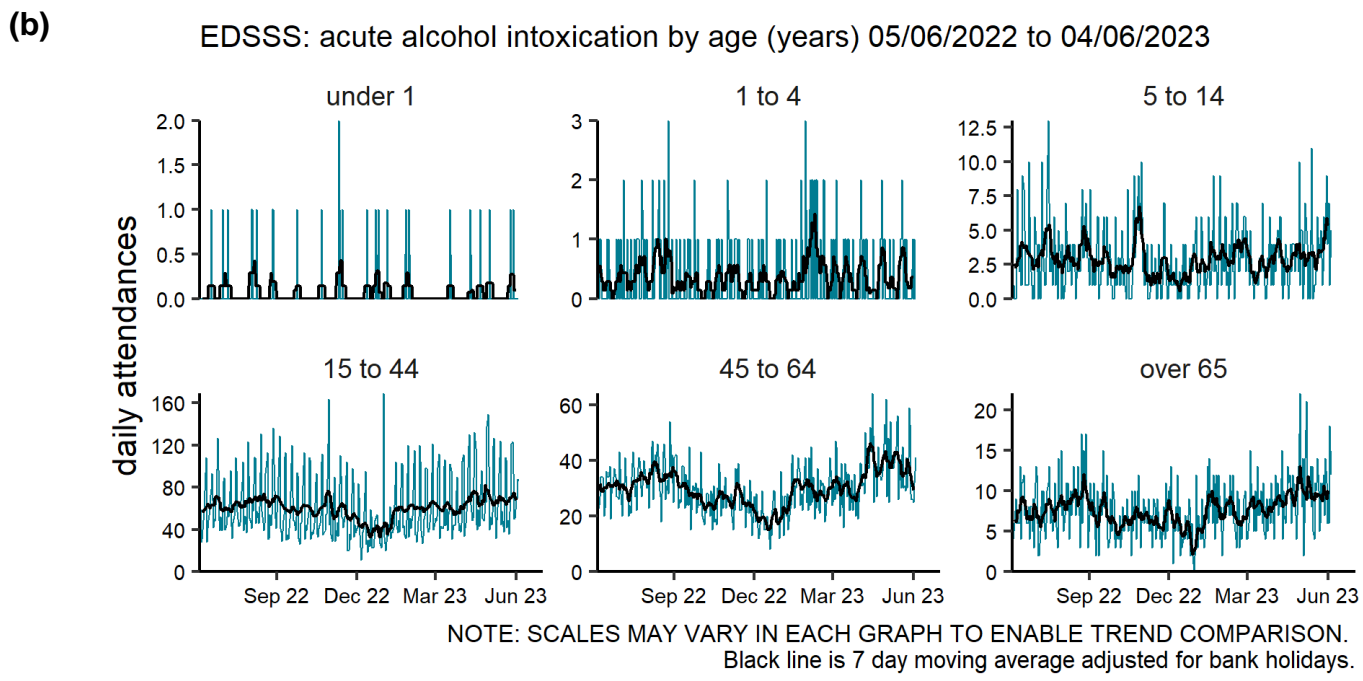 (b)
EDSSS: acute alcohol intoxication by age (years) 05/06/2022 to 04/06/2023
daily attendances
under 1
2.0
1.5
1.0
0.5
0.0
1 to 4
3
2
1
0
5 to 14
12.5
10.0
7.5
5.0
2.5
0.0
15 to 44
160
120
80
40
0
Sep 22 Dec 22 Mar 23 Jun 23
45 to 64
60
40
20
0
Sep 22 Dec 22 Mar 23 Jun 23
over 65
20
15
10
5
0
Sep 22 Dec 22 Mar 23 Jun 23
NOTE: SCALES MAY VARY IN EACH GRAPH TO ENABLE TREND COMPARISON.
Black line is 7 day moving average adjusted for bank holidays.